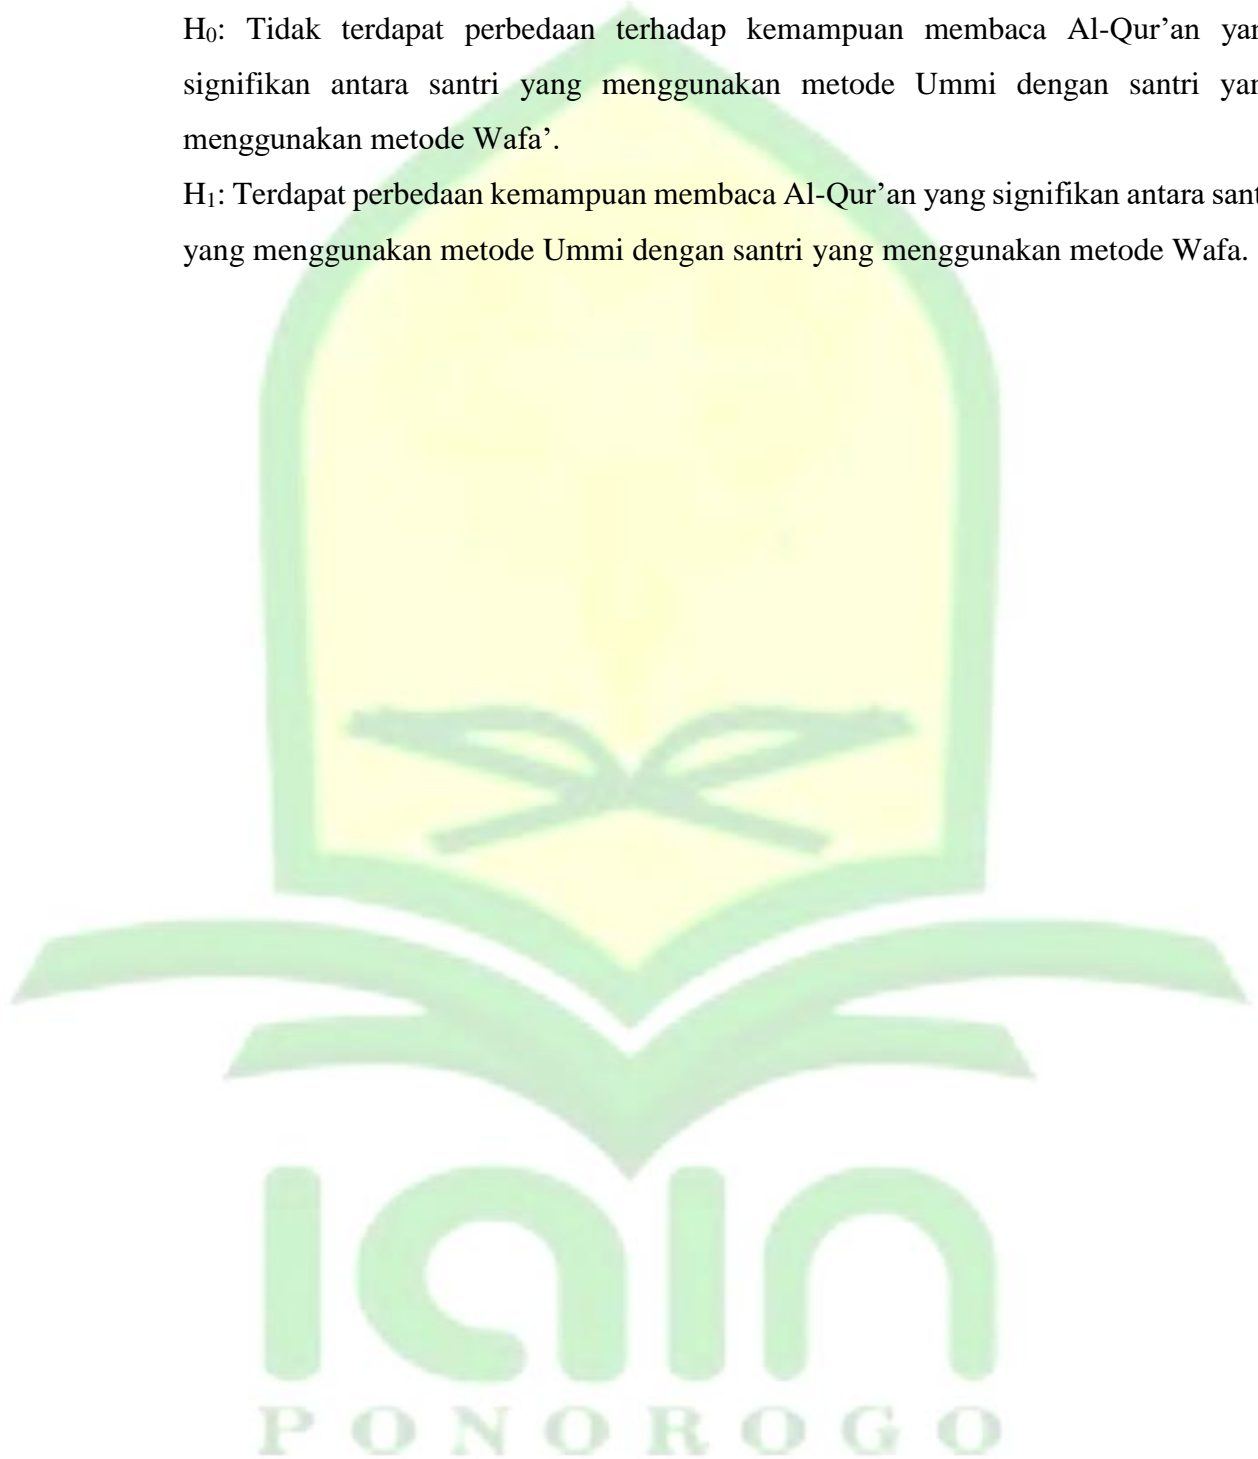 H₀: Tidak terdapat perbedaan terhadap kemampuan membaca Al-Qur’an yan
signifikan antara santri yang menggunakan metode Ummi dengan santri yan
menggunakan metode Wafa’.
H₁: Terdapat perbedaan kemampuan membaca Al-Qur’an yang signifikan antara sant
yang menggunakan metode Ummi dengan santri yang menggunakan metode Wafa.
iain
PONOROGO